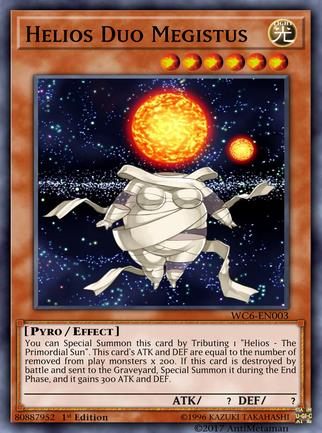 Helios Duo Megistus
LIGHT
光
WC6-EN003
[Pyro / Effect]
You can Special Summon this card by Tributing 1 "Helios - The
Primordial Sun". This card's ATK and DEF are equal to the number of
removed from play monsters x 200. If this card is destroyed by
battle and sent to the Graveyard, Special Summon it during the End
Phase, and it gains 300 ATK and DEF.
ATK/ ? DEF/ ?
80887952 1st Edition ©1996 KAZUKI TAKAHASHI
©2017 AntiMetaman